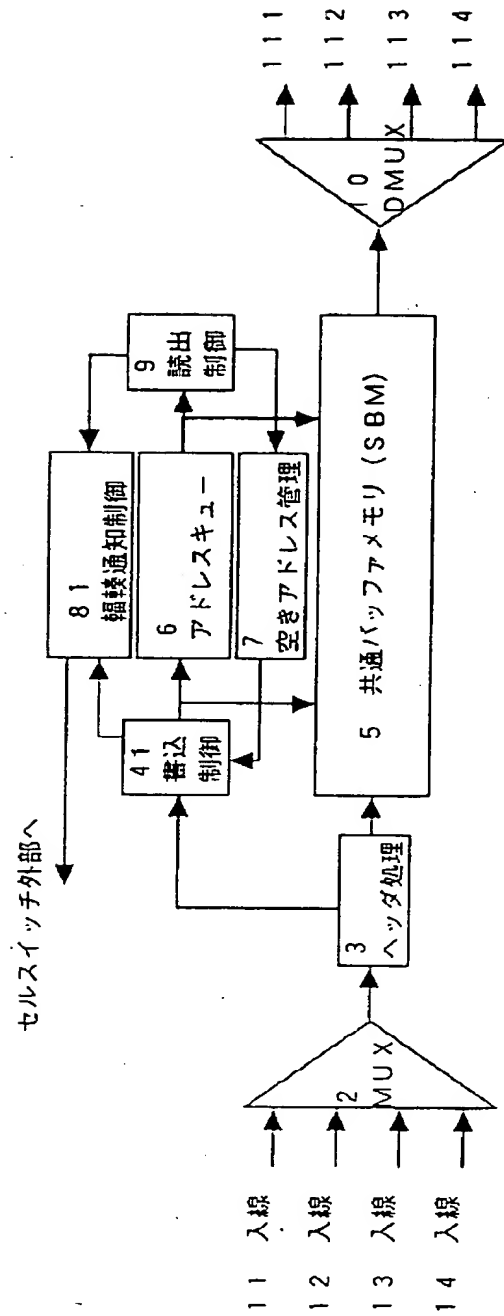 セルスイッチ外部へ
11 入線
12 入線
13 入線
14 入線
2
MUX
3
ヘッダ処理
41
書込
制御
81
輻輳通知制御
6
アドレスキュー
7
空きアドレス管理
9
読出
制御
5 共通バッファメモリ (SBM)
10
DMUX
111
112
113
114